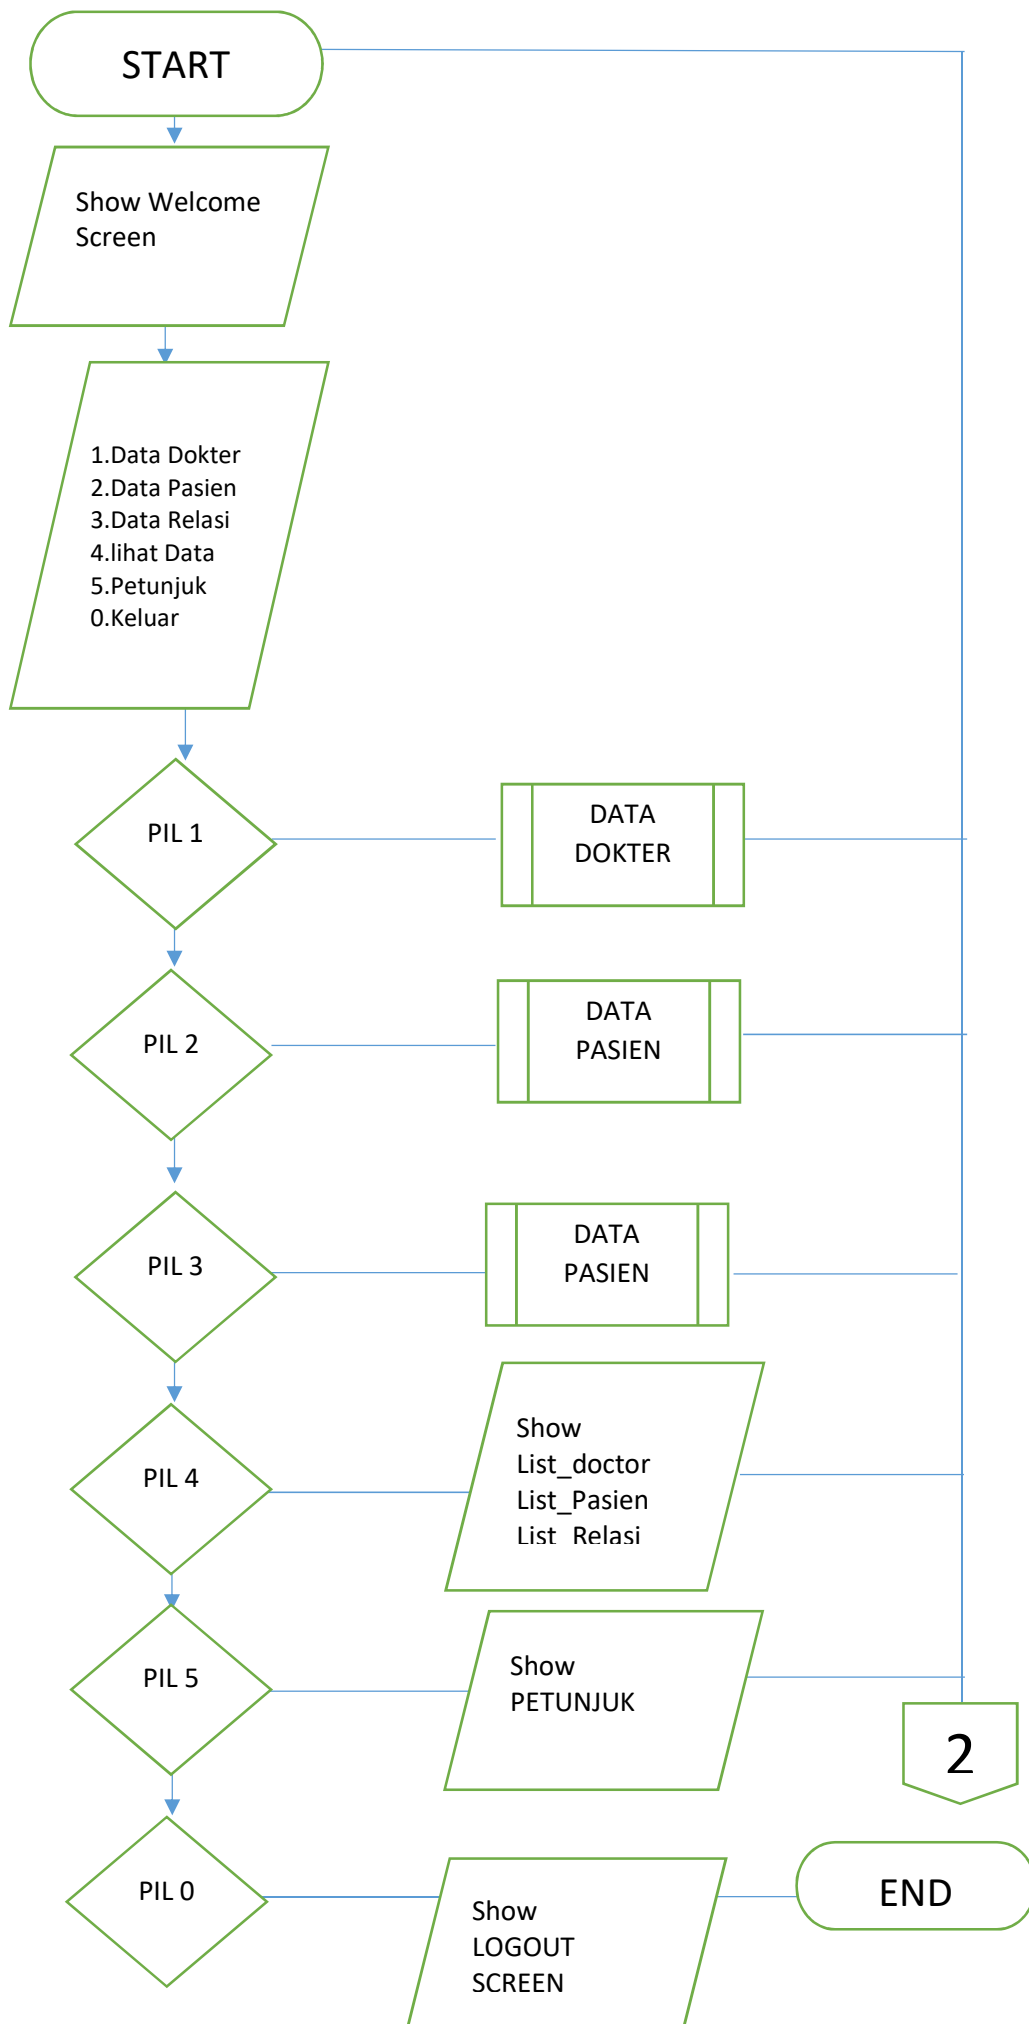 START
Show Welcome
Screen
1.Data Dokter
2.Data Pasien
3.Data Relasi
4.lihat Data
5.Petunjuk
0.Keluar
PIL 1
DATA
DOKTER
PIL 2
DATA
PASIEN
PIL 3
DATA
PASIEN
PIL 4
Show
List_doctor
List_Pasien
List_Relasi
PIL 5
Show
PETUNJUK
2
PIL 0
Show
LOGOUT
SCREEN
END